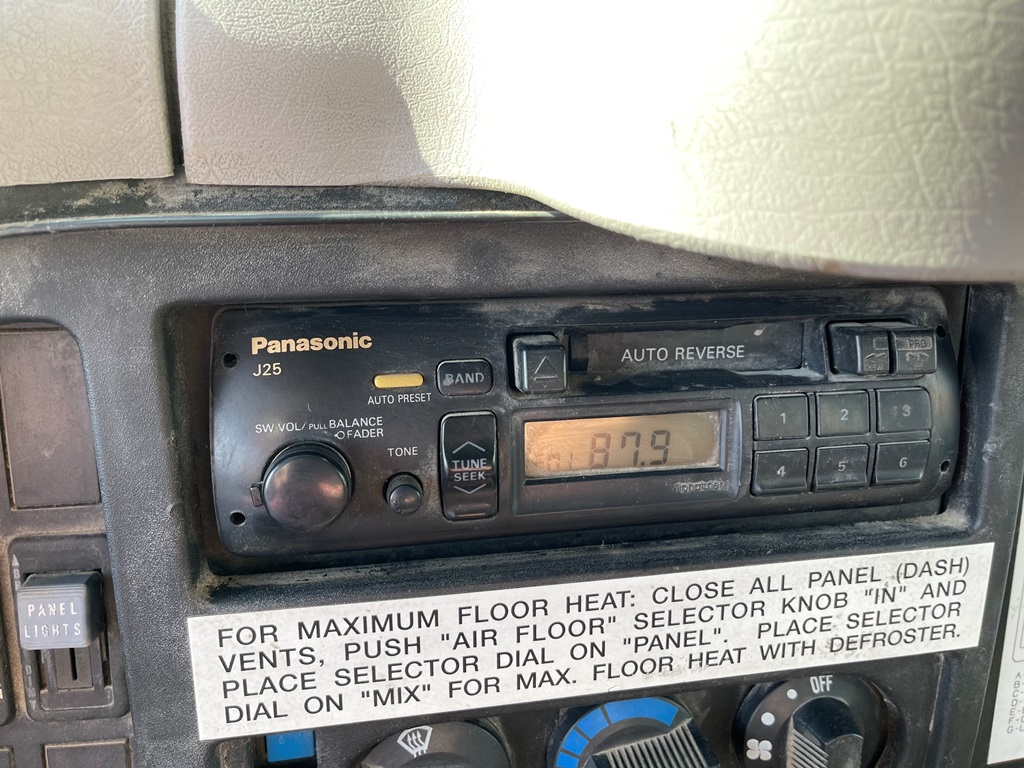 Panasonic
J25
AUTO PRESET
BAND
AUTO REVERSE
PRG
SW VOL/ PULL BALANCE
FADER
TONE
TUNE
SEEK
87.9
1 2 3
4 5 6
PANEL
LIGHTS
FOR MAXIMUM FLOOR HEAT: CLOSE ALL PANEL (DASH)
VENTS, PUSH "AIR FLOOR" SELECTOR KNOB "IN" AND
PLACE SELECTOR DIAL ON "PANEL". PLACE SELECTOR
DIAL ON "MIX" FOR MAX. FLOOR HEAT WITH DEFROSTER.
OFF